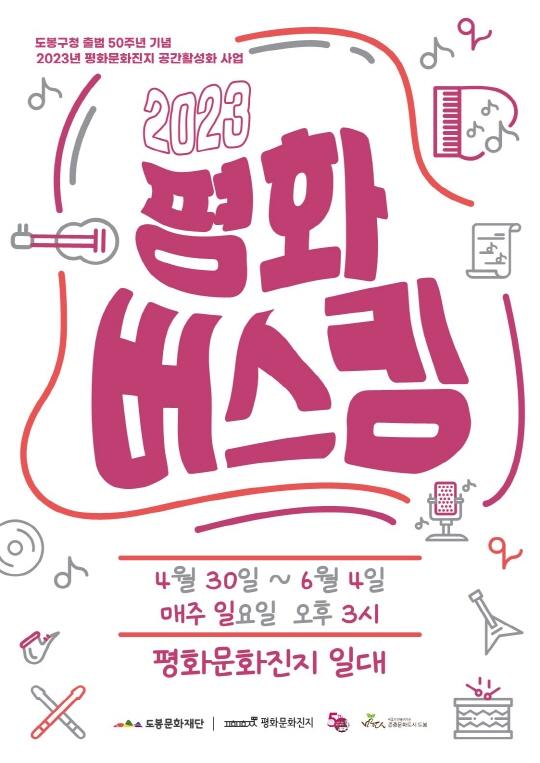 도봉구청 출범 50주년 기념
2023년 평화문화진지 공간활성화 사업
2023
평화
버스킹
4월 30일 ~ 6월 4일
매주 일요일 오후 3시
평화문화진지 일대
도봉문화재단 평화문화진지